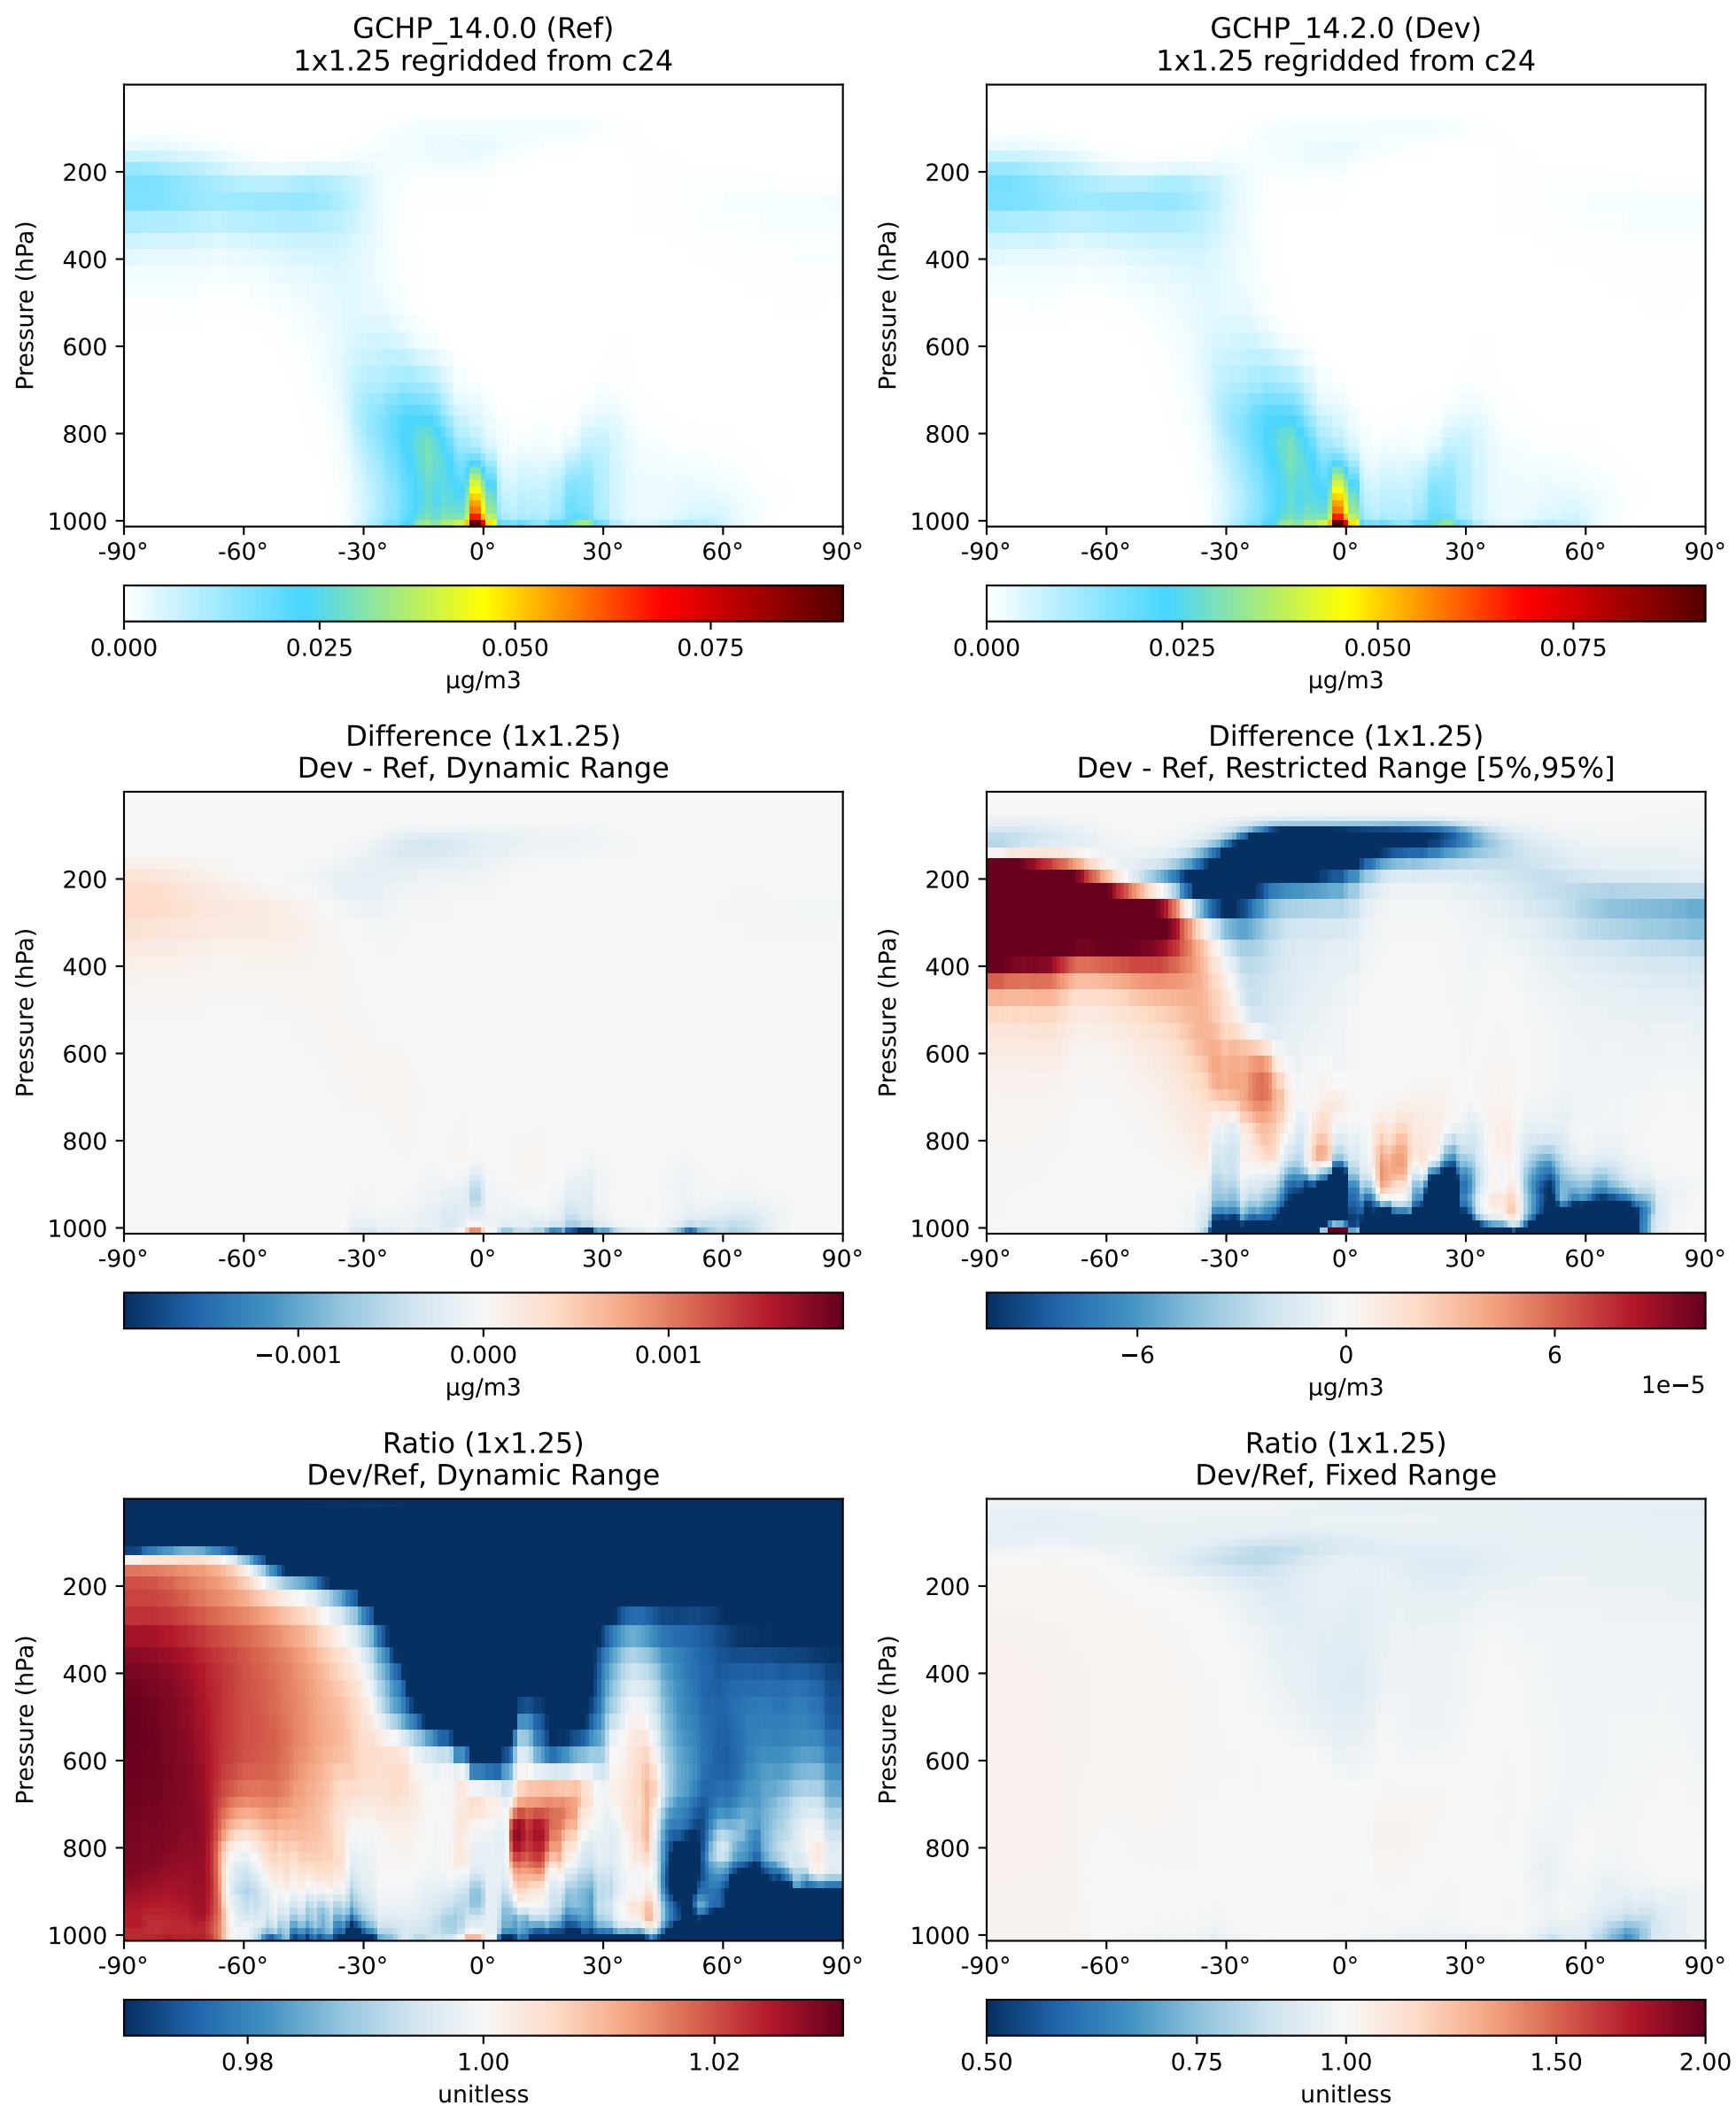 GCHP_14.0.0 (Ref)
1x1.25 regridded from c24
Pressure (hPa)
200
400
600
800
1000
-90° -60° -30° 0° 30° 60° 90°
0.000 0.025 0.050 0.075
μg/m3
GCHP_14.2.0 (Dev)
1x1.25 regridded from c24
Pressure (hPa)
200
400
600
800
1000
-90° -60° -30° 0° 30° 60° 90°
0.000 0.025 0.050 0.075
μg/m3
Difference (1x1.25)
Dev - Ref, Dynamic Range
Pressure (hPa)
200
400
600
800
1000
-90° -60° -30° 0° 30° 60° 90°
−0.001 0.000 0.001
μg/m3
Difference (1x1.25)
Dev - Ref, Restricted Range [5%,95%]
Pressure (hPa)
200
400
600
800
1000
-90° -60° -30° 0° 30° 60° 90°
−6 0 6
μg/m3
1e−5
Ratio (1x1.25)
Dev/Ref, Dynamic Range
Pressure (hPa)
200
400
600
800
1000
-90° -60° -30° 0° 30° 60° 90°
0.98 1.00 1.02
unitless
Ratio (1x1.25)
Dev/Ref, Fixed Range
Pressure (hPa)
200
400
600
800
1000
-90° -60° -30° 0° 30° 60° 90°
0.50 0.75 1.00 1.50 2.00
unitless